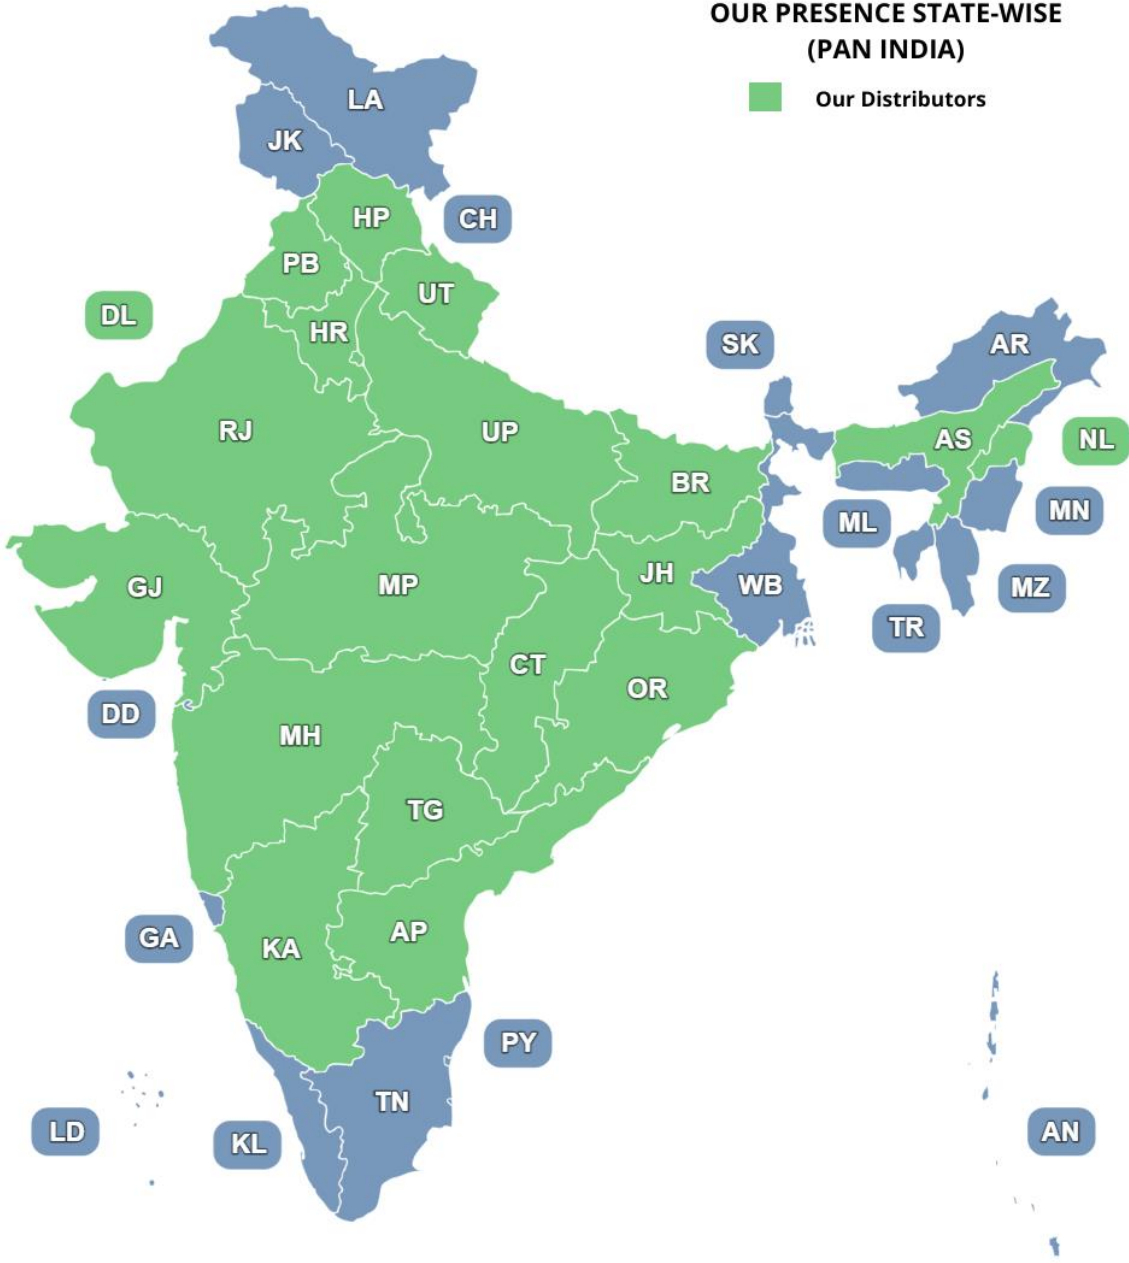 OUR PRESENCE STATE-WISE
(PAN INDIA)
Our Distributors
LA
JK
HP
CH
PB
UT
DL
HR
SK
AR
RJ
UP
AS
NL
BR
MN
ML
JH
MP
GJ
WB
MZ
TR
CT
OR
DD
MH
TG
GA
AP
KA
PY
TN
LD
KL
AN